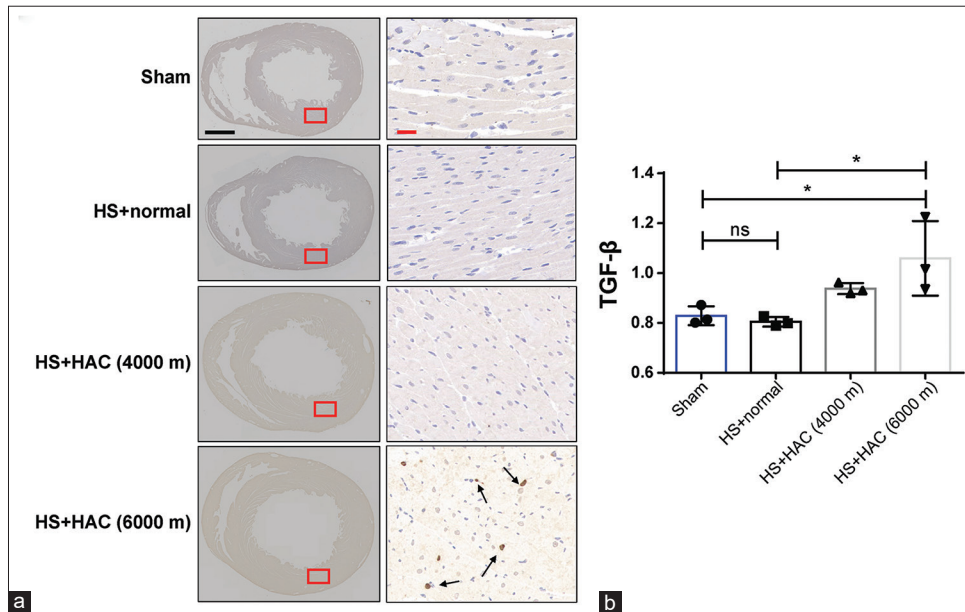 Sham
HS+normal
HS+HAC (4000 m)
HS+HAC (6000 m)
a
*
*
ns
TGF-β
1.4
1.2
1.0
0.8
0.6
Sham
HS+normal
HS+HAC (4000 m)
HS+HAC (6000 m)
b